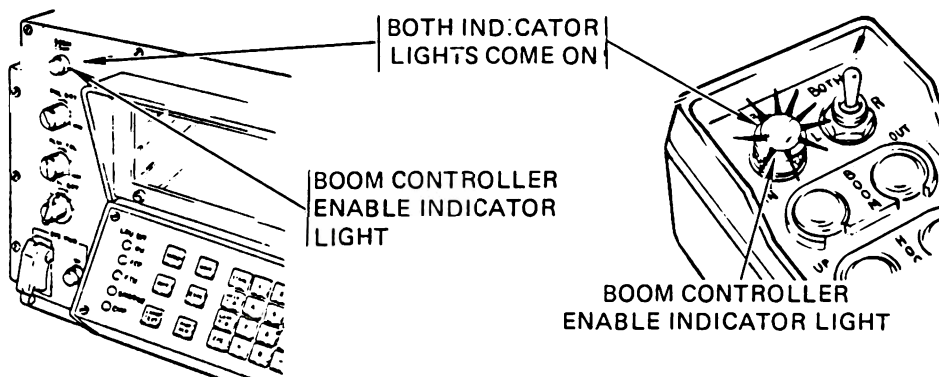 BOTH INDICATOR
LIGHTS COME ON
BOOM CONTROLLER
ENABLE INDICATOR
LIGHT
BOTH
L
R
BOOM
OUT
UP
BOOM CONTROLLER
ENABLE INDICATOR LIGHT